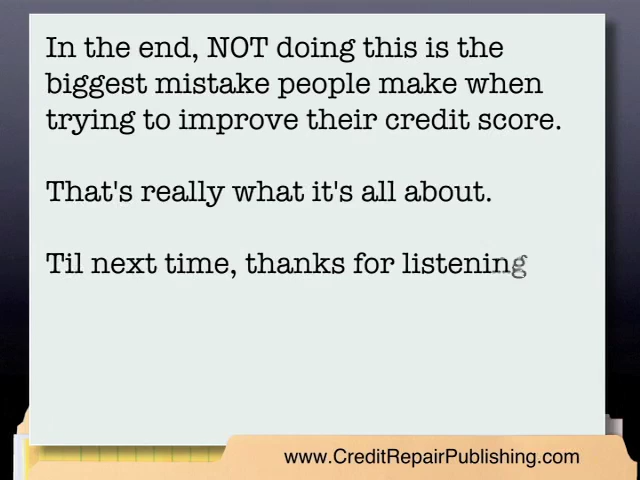 In the end, NOT doing this is the
biggest mistake people make when
trying to improve their credit score.
That's really what it's all about.
Til next time, thanks for listening
www.CreditRepairPublishing.com